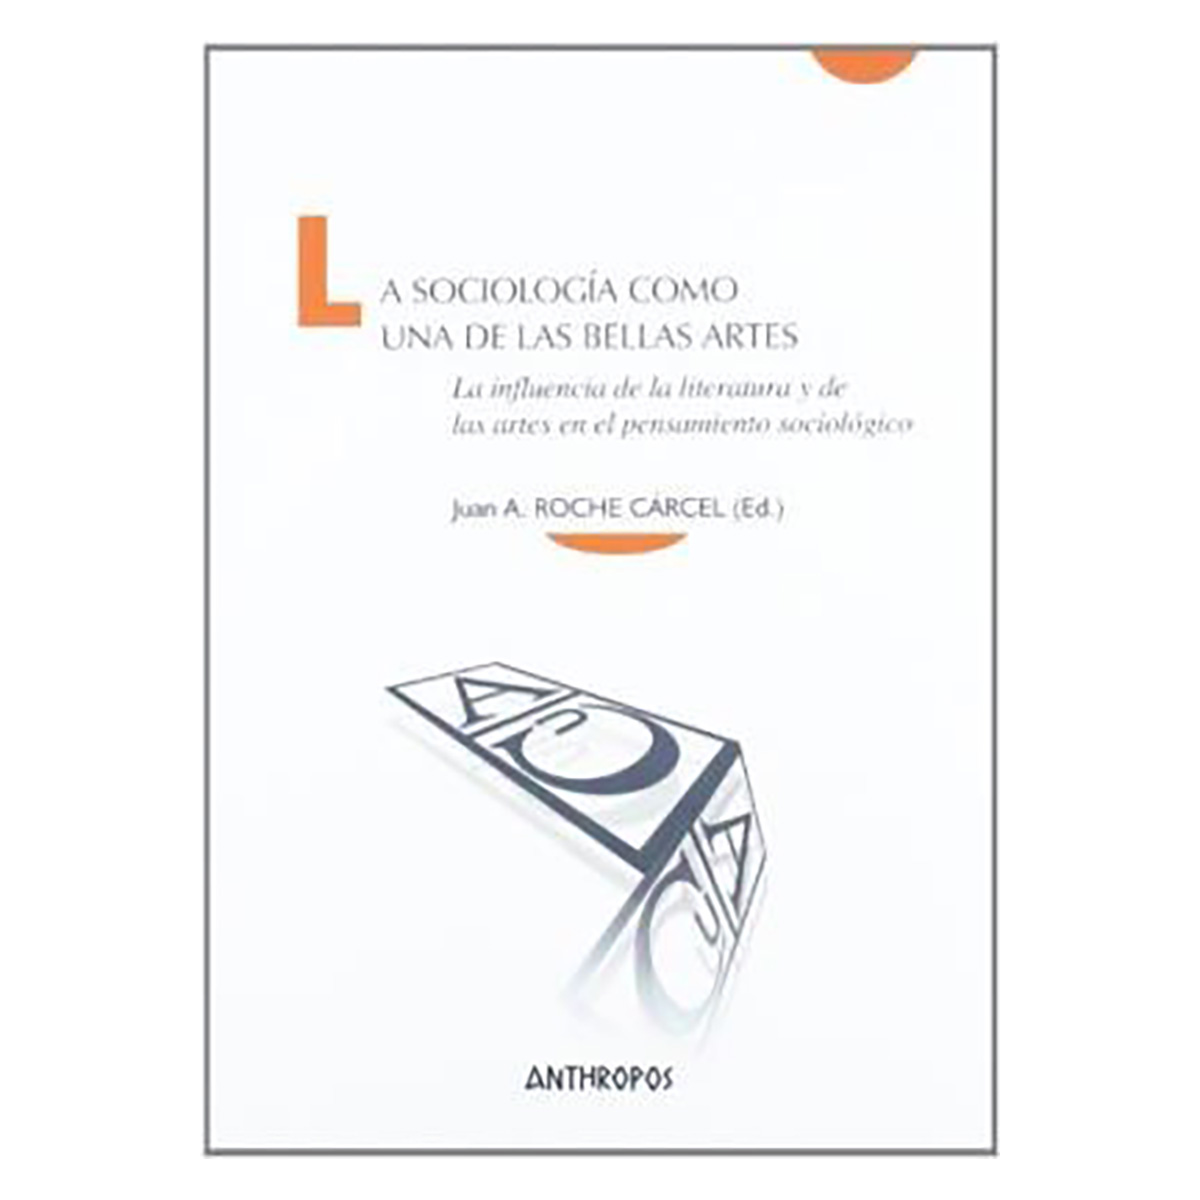 LA SOCIOLOGÍA COMO
UNA DE LAS BELLAS ARTES
La influencia de la literatura y de
las artes en el pensamiento sociológico
Juan A. ROCHE CÁRCEL (Ed.)
ANTHROPOS